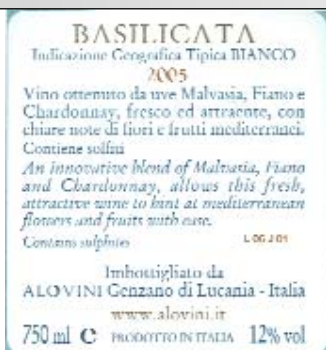 BASILICATA
Indicazione Geografica Tipica BIANCO
2005
Vino ottenuto da uve Malvasia, Fiano e
Chardonnay, fresco ed attraente, con
chiare note di fiori e frutti mediterranei.
Contiene solfiti
An innovative blend of Malvasia, Fiano
and Chardonnay, allows this fresh,
attractive wine to hint at mediterranean
flowers and fruits with ease.
Contains sulphites
L 06 J 01
Imbottigliato da
ALOVINI Genzano di Lucania - Italia
www.alovini.it
750 ml e PRODOTTO IN ITALIA 12% vol